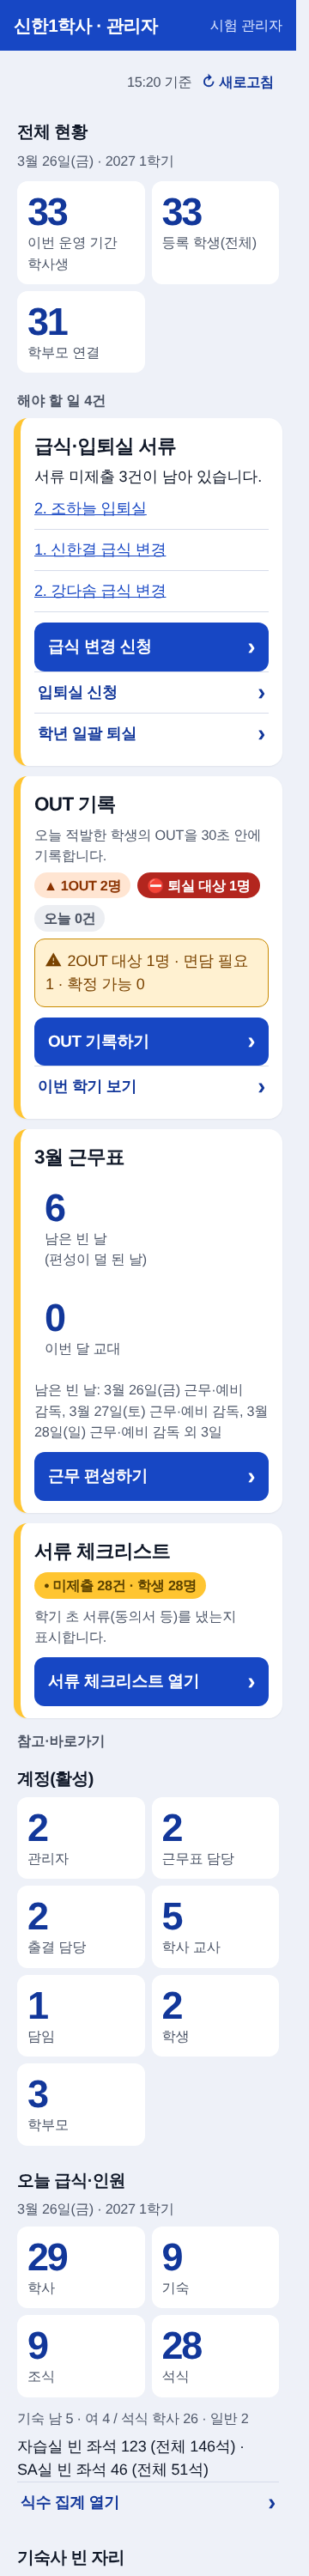 신한1학사 · 관리자
시험 관리자
15:20 기준
새로고침
전체 현황
3월 26일(금) · 2027 1학기
33
이번 운영 기간
학사생
33
등록 학생(전체)
31
학부모 연결
해야 할 일 4건
급식·입퇴실 서류
서류 미제출 3건이 남아 있습니다.
2. 조하늘 입퇴실
1. 신한결 급식 변경
2. 강다솜 급식 변경
급식 변경 신청 ›
입퇴실 신청 ›
학년 일괄 퇴실 ›
OUT 기록
오늘 적발한 학생의 OUT을 30초 안에
기록합니다.
▲ 1OUT 2명
⛔ 퇴실 대상 1명
오늘 0건
⚠ 2OUT 대상 1명 · 면담 필요
1 · 확정 가능 0
OUT 기록하기 ›
이번 학기 보기 ›
3월 근무표
6
남은 빈 날
(편성이 덜 된 날)
0
이번 달 교대
남은 빈 날: 3월 26일(금) 근무·예비
감독, 3월 27일(토) 근무·예비 감독, 3월
28일(일) 근무·예비 감독 외 3일
근무 편성하기 ›
서류 체크리스트
• 미제출 28건 · 학생 28명
학기 초 서류(동의서 등)를 냈는지
표시합니다.
서류 체크리스트 열기 ›
참고·바로가기
계정(활성)
2
관리자
2
근무표 담당
2
출결 담당
5
학사 교사
1
담임
2
학생
3
학부모
오늘 급식·인원
3월 26일(금) · 2027 1학기
29
학사
9
기숙
9
조식
28
석식
기숙 남 5 · 여 4 / 석식 학사 26 · 일반 2
자습실 빈 좌석 123 (전체 146석) ·
SA실 빈 좌석 46 (전체 51석)
식수 집계 열기 ›
기숙사 빈 자리